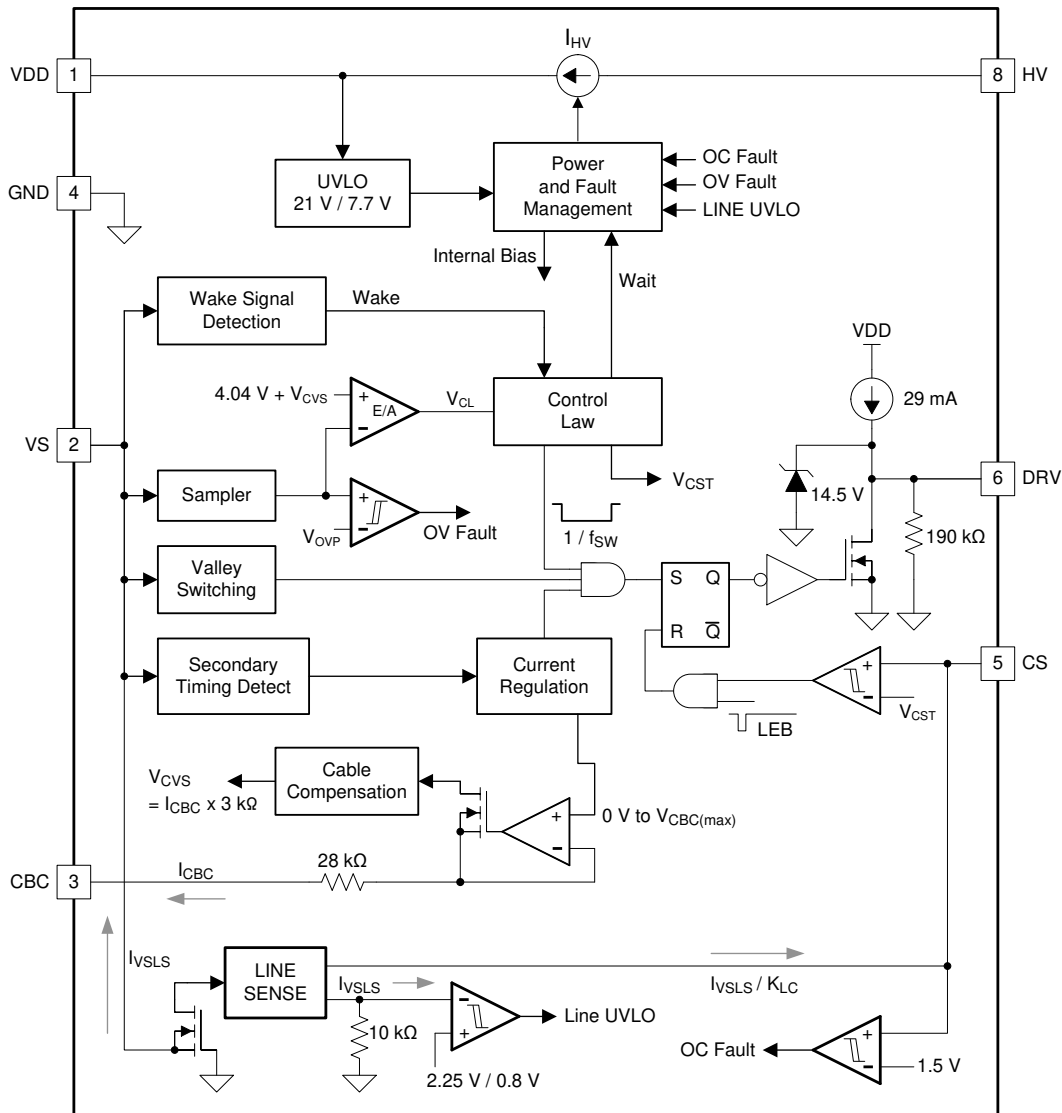 I_HV
VDD 1
8 HV
UVLO
21 V / 7.7 V
Power
and Fault
Management
OC Fault
OV Fault
LINE UVLO
GND 4
Internal Bias
Wait
Wake Signal
Detection
Wake
VDD
29 mA
4.04 V + V_CVS
+
E/A
−
V_CL
Control
Law
VS 2
V_CST
14.5 V
6 DRV
Sampler
+
−
V_OVP
OV Fault
1 / f_SW
190 kΩ
Valley
Switching
S Q
R Q̅
Secondary
Timing Detect
Current
Regulation
+
−
5 CS
V_CST
LEB
V_CVS
= I_CBC x 3 kΩ
Cable
Compensation
+
−
0 V to V_CBC(max)
CBC 3
I_CBC
28 kΩ
I_VSLS
LINE
SENSE
I_VSLS
I_VSLS / K_LC
10 kΩ
−
+
Line UVLO
2.25 V / 0.8 V
OC Fault
+
−
1.5 V